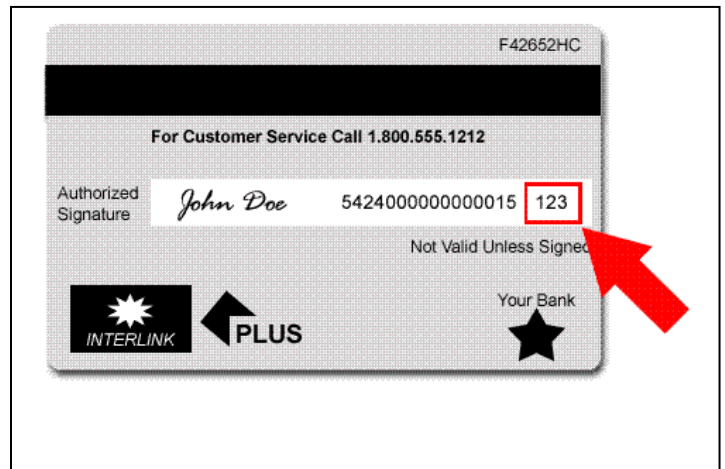 F42652HC
For Customer Service Call 1.800.555.1212
Authorized
Signature
John Doe 5424000000000015 123
Not Valid Unless Signed
Your Bank
INTERLINK
PLUS